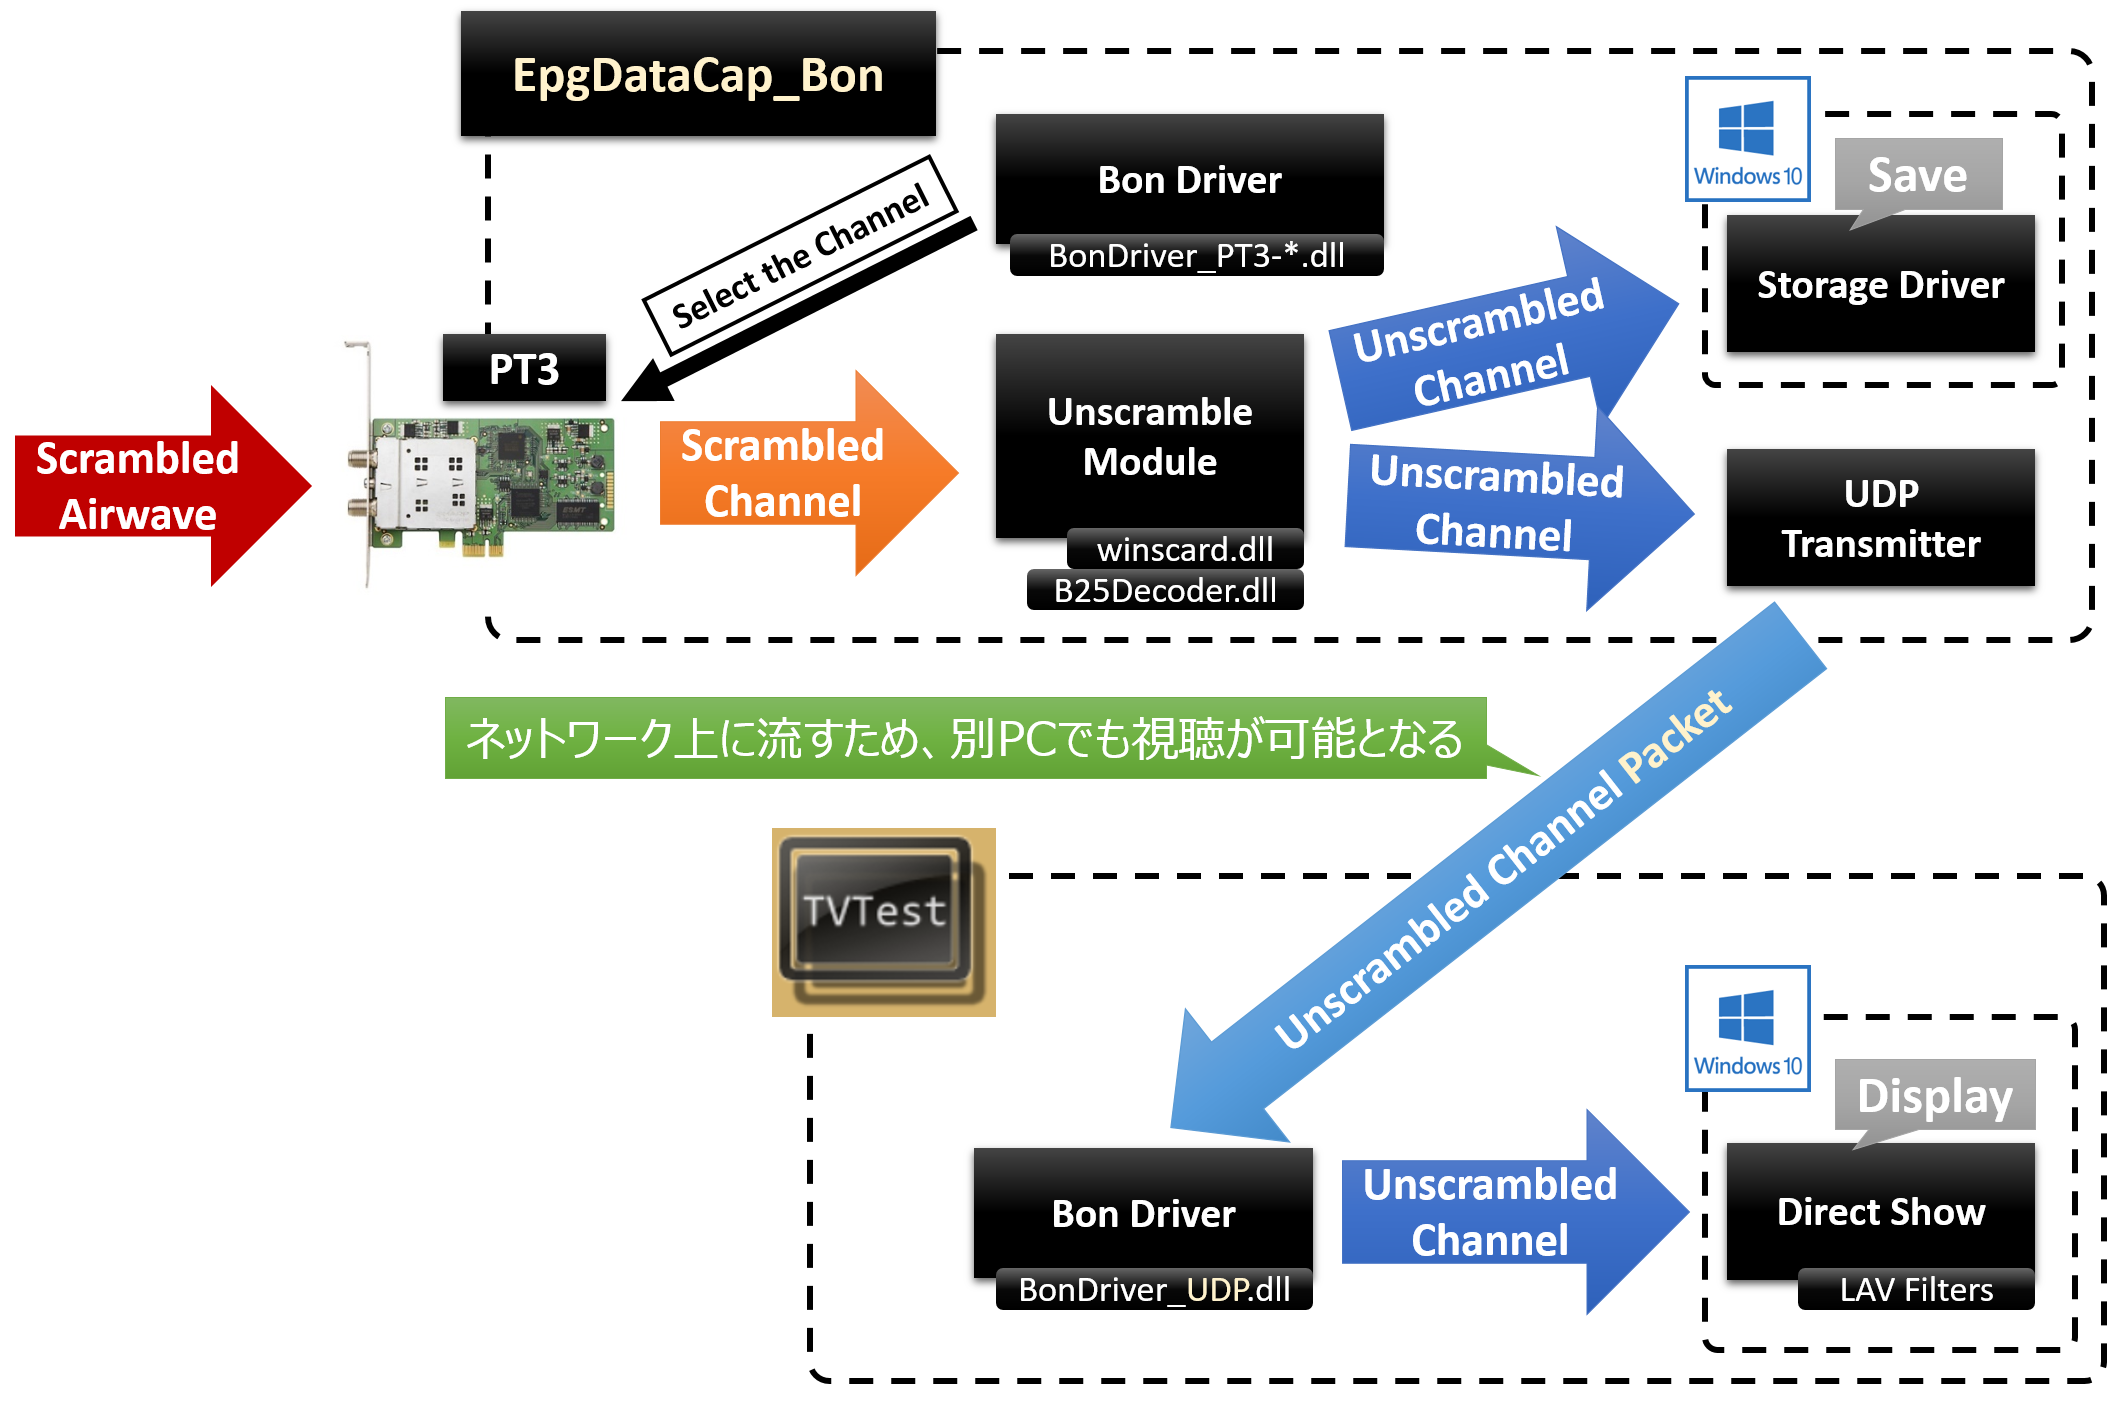 EpgDataCap_Bon
Bon Driver
BonDriver_PT3-*.dll
Select the Channel
Windows 10
Save
Storage Driver
PT3
Scrambled
Airwave
Scrambled
Channel
Unscramble
Module
winscard.dll
B25Decoder.dll
Unscrambled
Channel
Unscrambled
Channel
UDP
Transmitter
ネットワーク上に流すため、別PCでも視聴が可能となる
Unscrambled Channel Packet
TVTest
Windows 10
Display
Bon Driver
BonDriver_UDP.dll
Unscrambled
Channel
Direct Show
LAV Filters